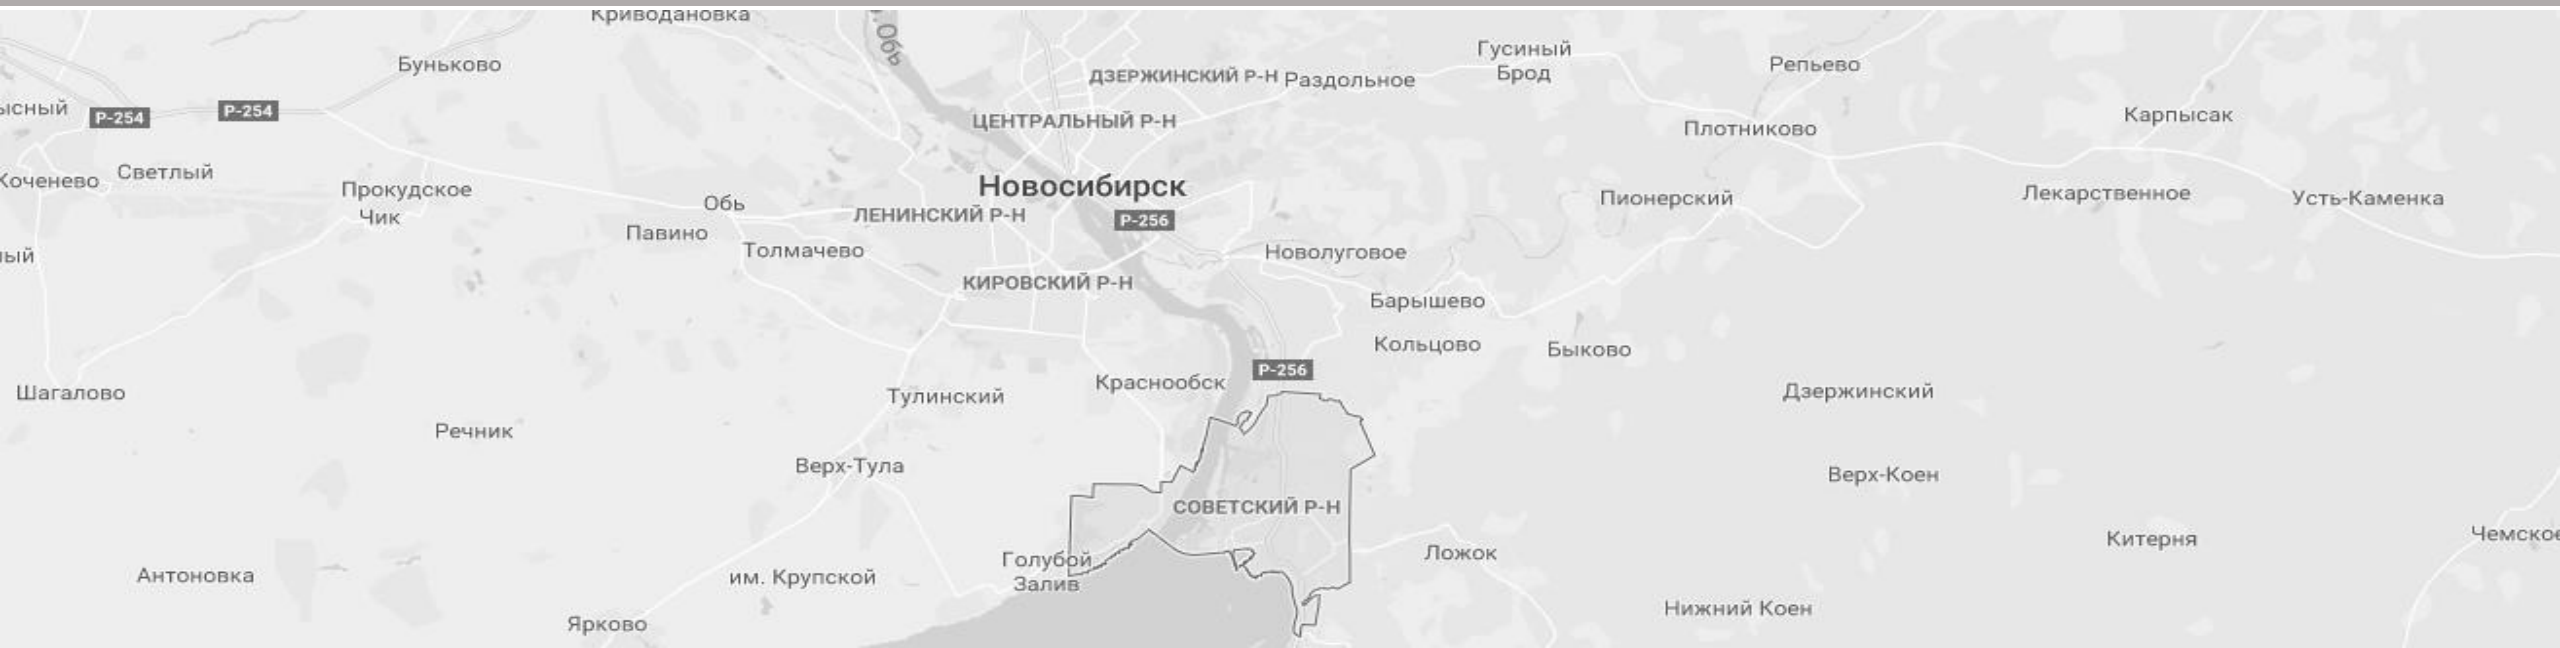 Криводановка
Обь
Буньково
Гусиный
Брод
ДЗЕРЖИНСКИЙ Р-Н
Раздольное
Репьево
Р-254
Р-254
ЦЕНТРАЛЬНЫЙ Р-Н
Плотниково
Карпысак
Коченево
Светлый
Прокудское
Чик
Обь
Новосибирск
Пионерский
Лекарственное
Усть-Каменка
ЛЕНИНСКИЙ Р-Н
Р-256
Павино
Толмачево
Новолуговое
КИРОВСКИЙ Р-Н
Барышево
Кольцово
Быково
Р-256
Шагалово
Тулинский
Краснообск
Дзержинский
Речник
Верх-Тула
Верх-Коен
СОВЕТСКИЙ Р-Н
Китерня
Чемское
Голубой
Залив
Ложок
Антоновка
им. Крупской
Нижний Коен
Ярково